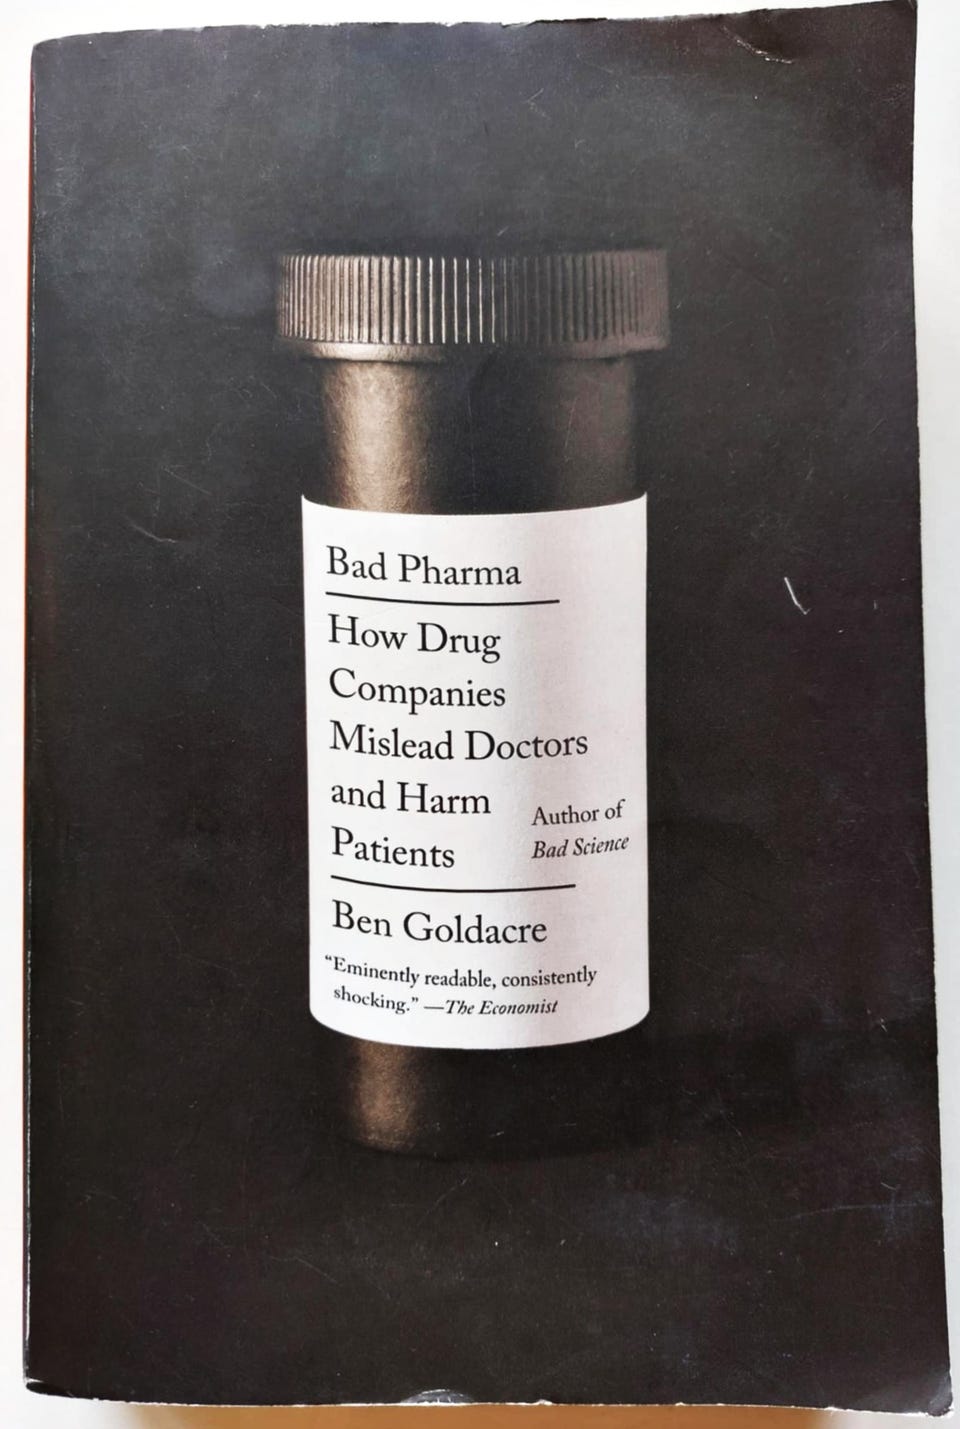 Bad Pharma
How Drug
Companies
Mislead Doctors
and Harm
Patients
Author of
Bad Science
Ben Goldacre
“Eminently readable, consistently
shocking.” —The Economist